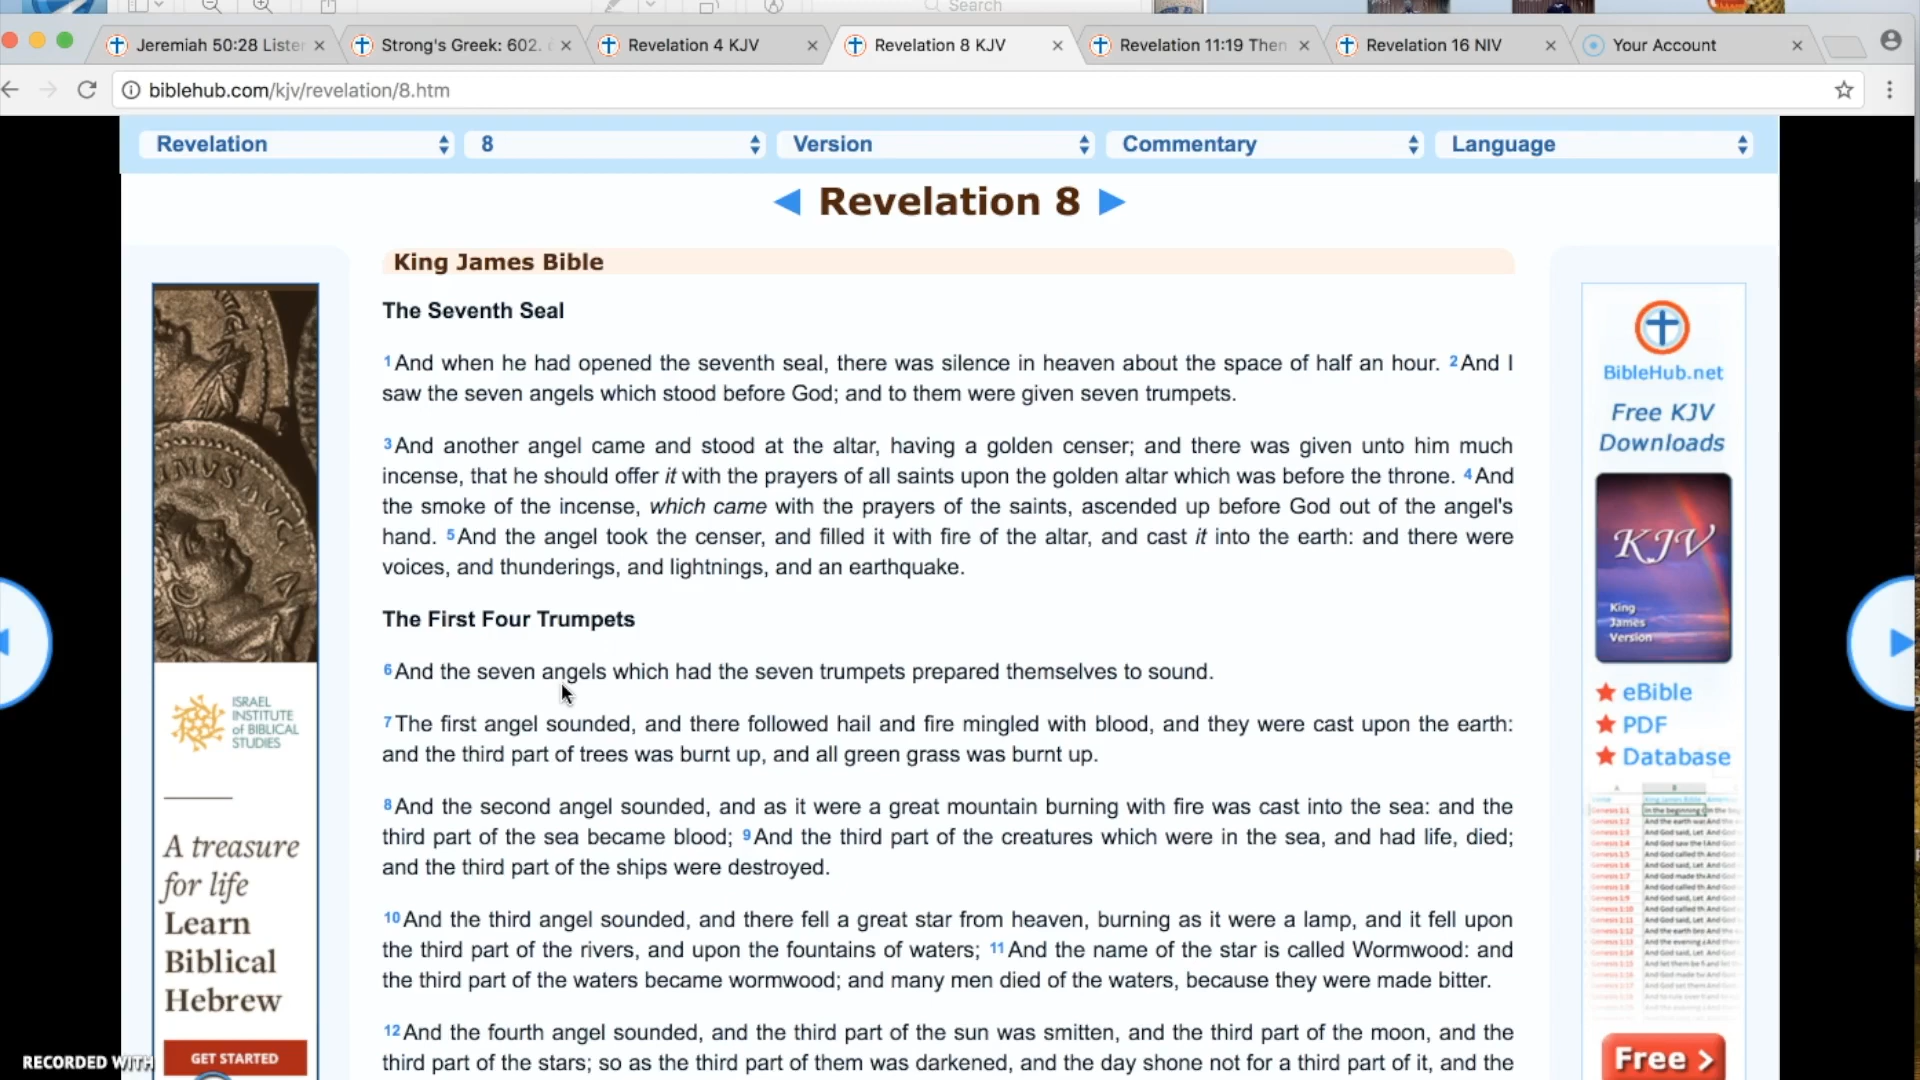 Search
Jeremiah 50:28 Liste
Strong's Greek: 602.
Revelation 4 KJV
Revelation 8 KJV
Revelation 11:19 Then
Revelation 16 NIV
Your Account
biblehub.com/kjv/revelation/8.htm
Revelation
8
Version
Commentary
Language
Revelation 8
King James Bible
The Seventh Seal
1And when he had opened the seventh seal, there was silence in heaven about the space of half an hour. 2And I
saw the seven angels which stood before God; and to them were given seven trumpets.
3And another angel came and stood at the altar, having a golden censer; and there was given unto him much
incense, that he should offer it with the prayers of all saints upon the golden altar which was before the throne. 4And
the smoke of the incense, which came with the prayers of the saints, ascended up before God out of the angel's
hand. 5And the angel took the censer, and filled it with fire of the altar, and cast it into the earth: and there were
voices, and thunderings, and lightnings, and an earthquake.
The First Four Trumpets
6And the seven angels which had the seven trumpets prepared themselves to sound.
7The first angel sounded, and there followed hail and fire mingled with blood, and they were cast upon the earth:
and the third part of trees was burnt up, and all green grass was burnt up.
8And the second angel sounded, and as it were a great mountain burning with fire was cast into the sea: and the
third part of the sea became blood; 9And the third part of the creatures which were in the sea, and had life, died;
and the third part of the ships were destroyed.
10And the third angel sounded, and there fell a great star from heaven, burning as it were a lamp, and it fell upon
the third part of the rivers, and upon the fountains of waters; 11And the name of the star is called Wormwood: and
the third part of the waters became wormwood; and many men died of the waters, because they were made bitter.
12And the fourth angel sounded, and the third part of the sun was smitten, and the third part of the moon, and the
third part of the stars; so as the third part of them was darkened, and the day shone not for a third part of it, and the
ISRAEL
INSTITUTE
of BIBLICAL
STUDIES
A treasure
for life
Learn
Biblical
Hebrew
GET STARTED
RECORDED WITH
BibleHub.net
Free KJV
Downloads
KJV
King
James
Version
eBible
PDF
Database
Free >